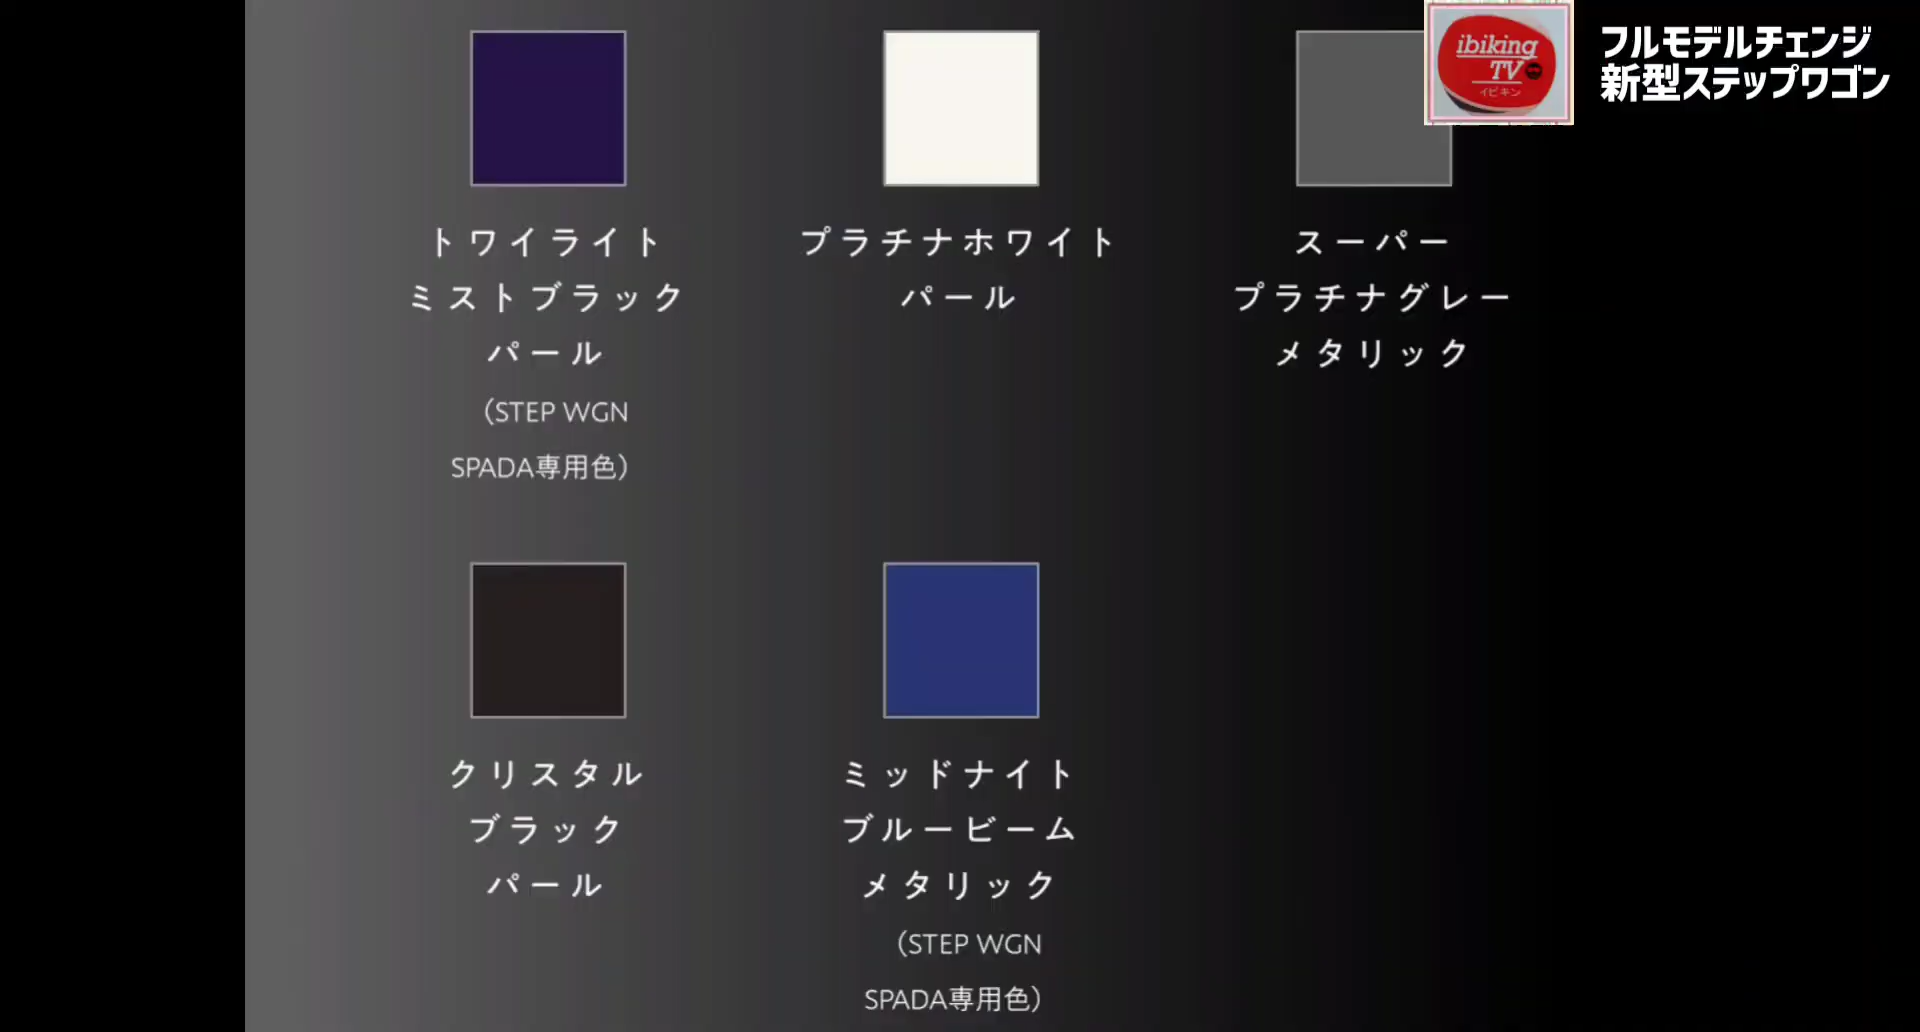 ibiking
TV
イビキン
フルモデルチェンジ
新型ステップワゴン
トワイライト
ミストブラック
パール
（STEP WGN
SPADA専用色）
プラチナホワイト
パール
スーパー
プラチナグレー
メタリック
クリスタル
ブラック
パール
ミッドナイト
ブルービーム
メタリック
（STEP WGN
SPADA専用色）